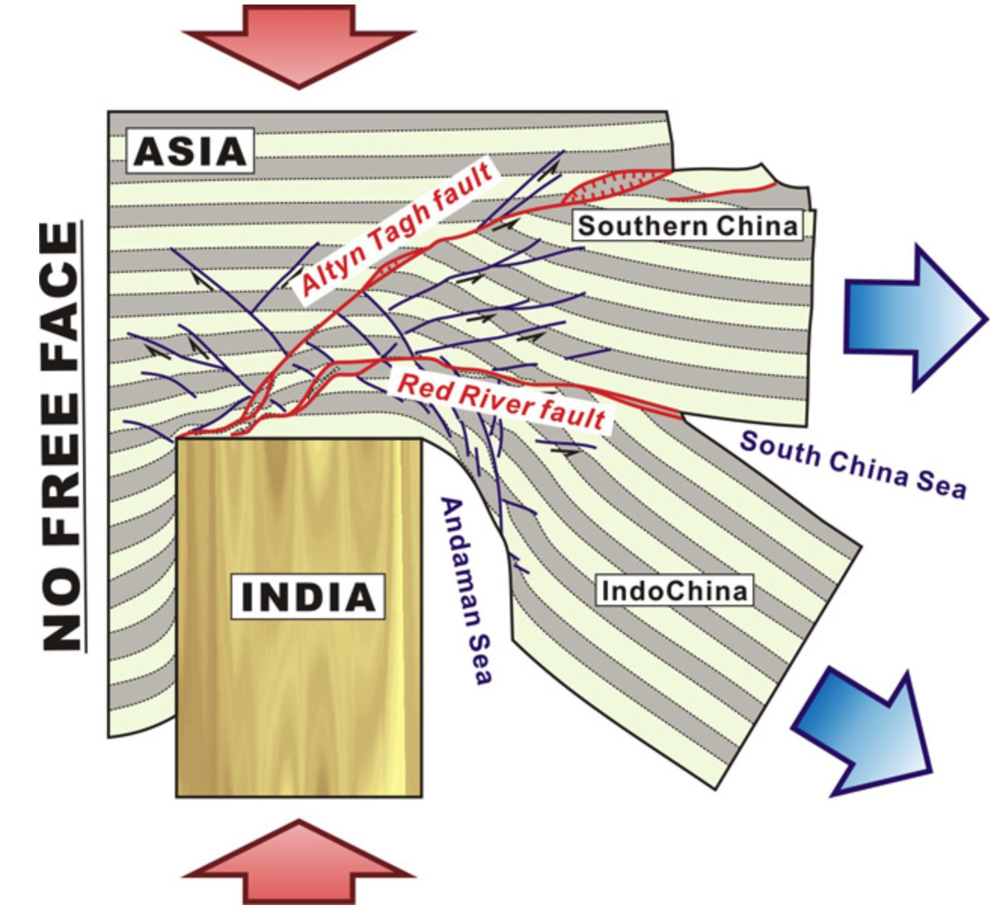 ASIA
Altyn Tagh fault
Southern China
NO FREE FACE
Red River fault
South China Sea
Andaman Sea
INDIA
IndoChina